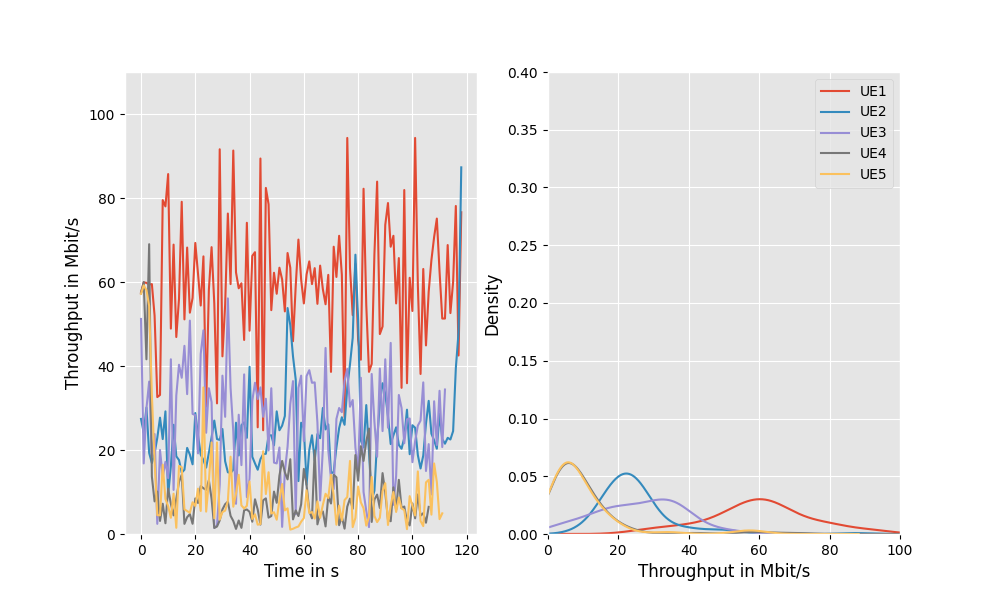 100
80
60
40
20
0
0 20 40 60 80 100 120
Time in s
Throughput in Mbit/s
0.40
0.35
0.30
0.25
0.20
0.15
0.10
0.05
0.00
0 20 40 60 80 100
Throughput in Mbit/s
Density
UE1
UE2
UE3
UE4
UE5